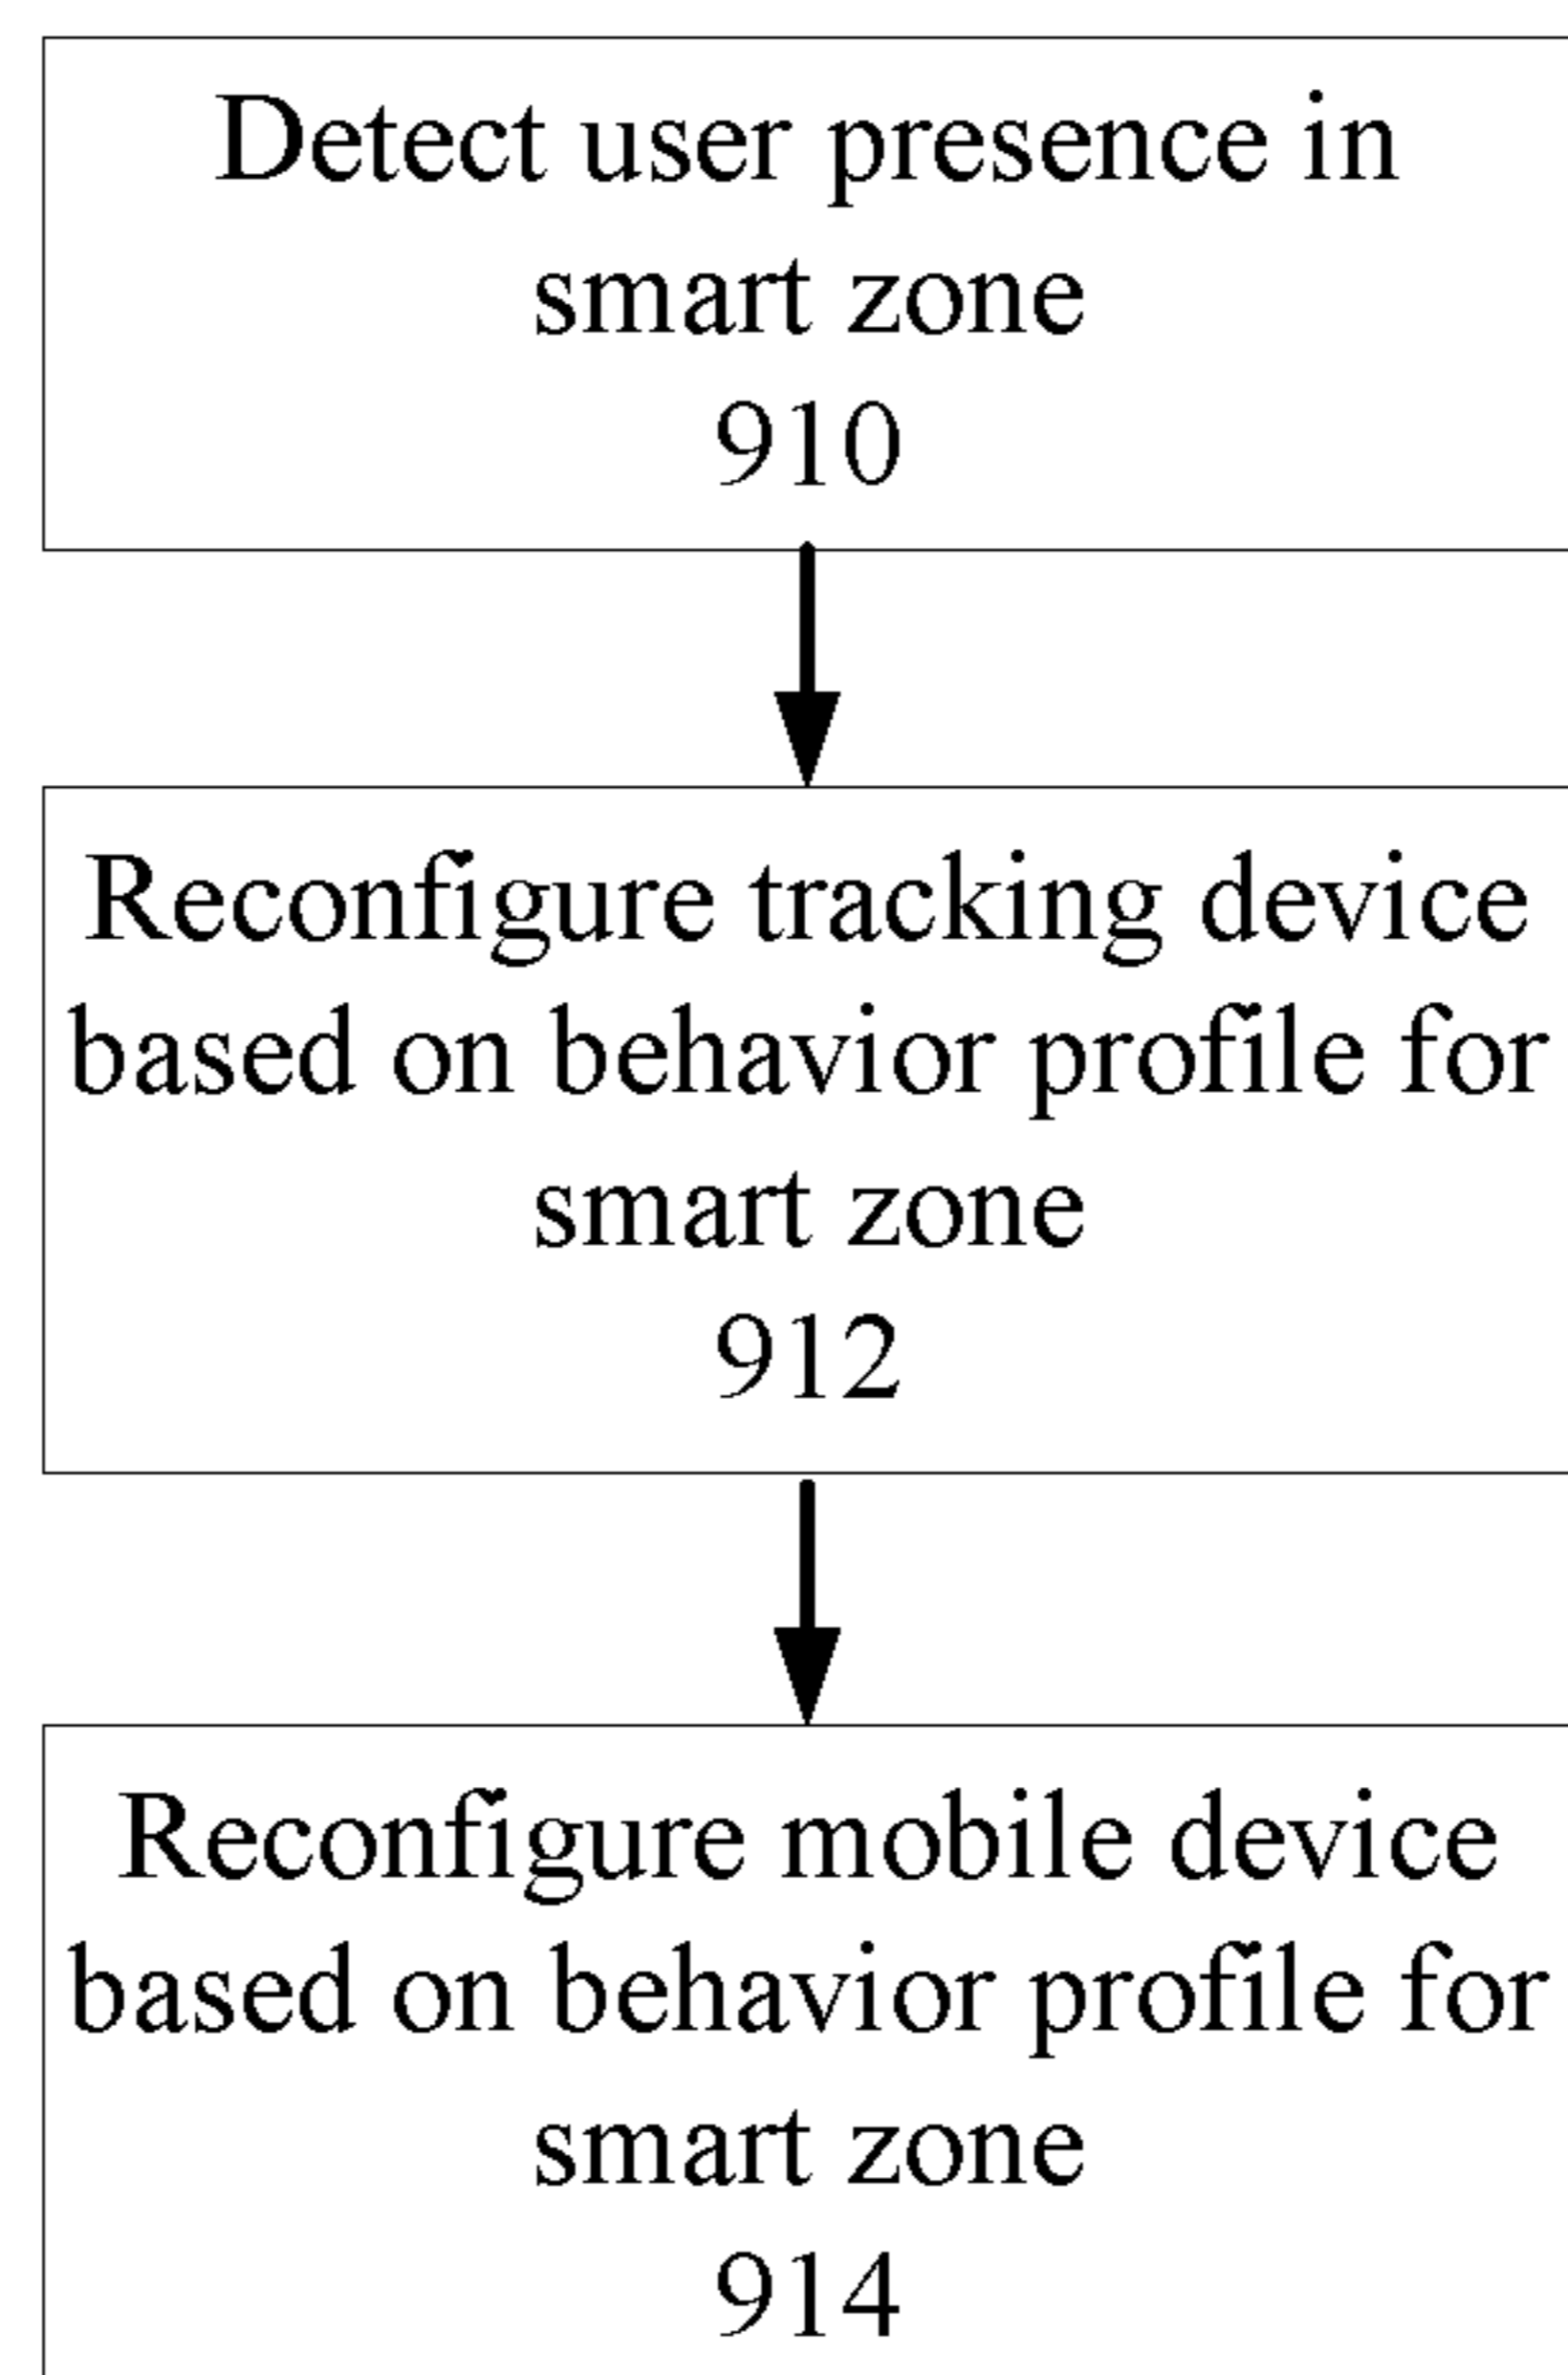 Detect user presence in
smart zone
910
Reconfigure tracking device
based on behavior profile for
smart zone
912
Reconfigure mobile device
based on behavior profile for
smart zone
914